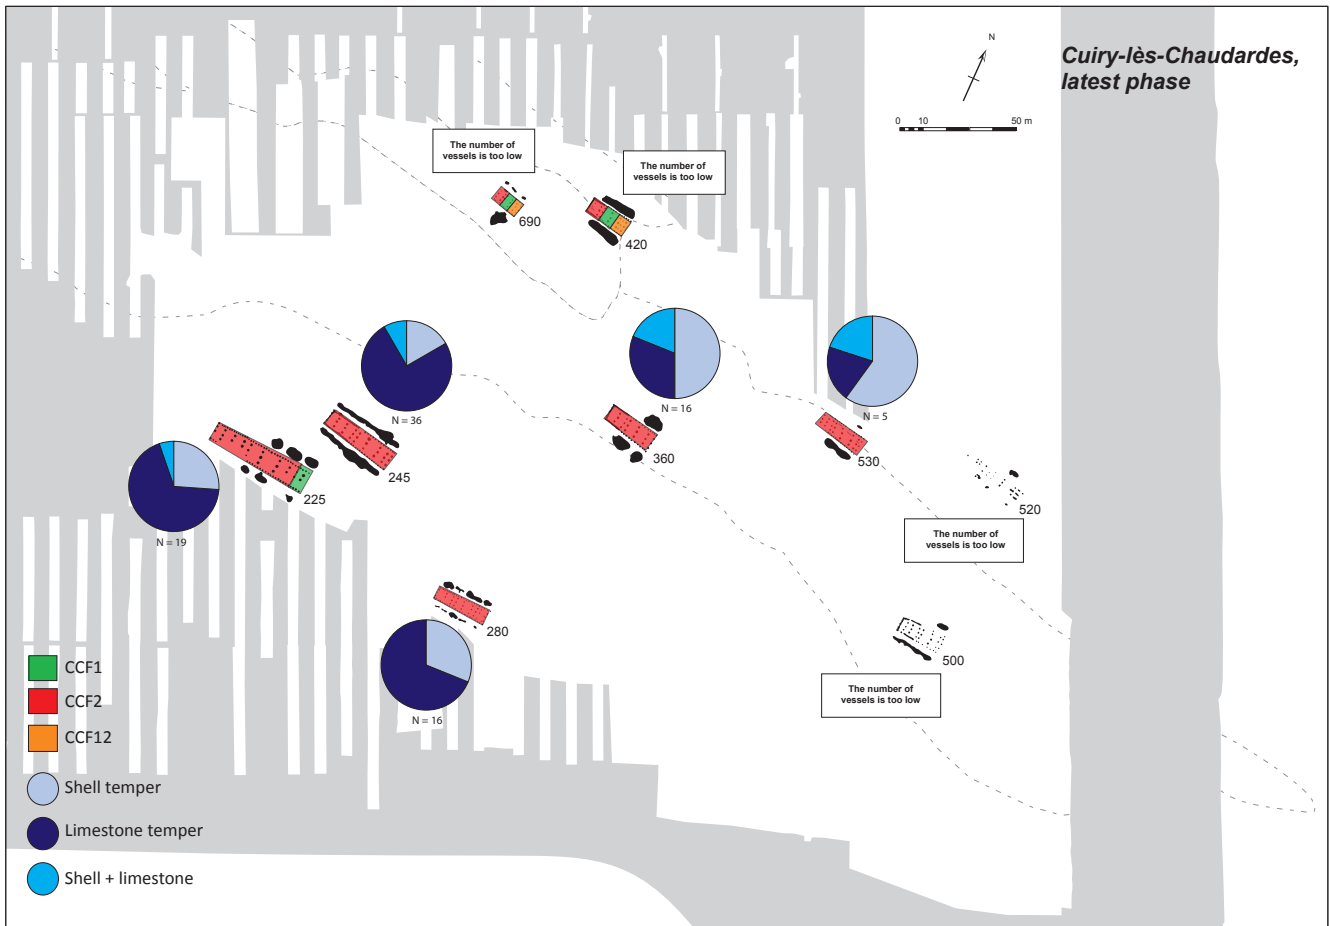 Cuiry-lès-Chaudardes,
latest phase
N
0 10 50 m
The number of
vessels is too low
690
The number of
vessels is too low
420
N = 36
245
N = 16
360
N = 5
530
225
N = 19
520
The number of
vessels is too low
280
N = 16
500
The number of
vessels is too low
CCF1
CCF2
CCF12
Shell temper
Limestone temper
Shell + limestone